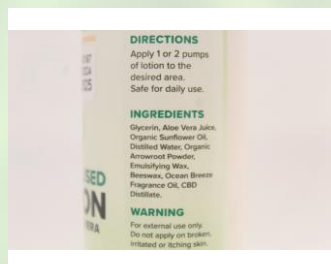 DIRECTIONS
Apply 1 or 2 pumps
of lotion to the
desired area.
Safe for daily use.
INGREDIENTS
Glycerin, Aloe Vera Juice,
Organic Sunflower Oil,
Distilled Water, Organic
Arrowroot Powder,
Emulsifying Wax,
Beeswax, Ocean Breeze
Fragrance Oil, CBD
Distillate.
WARNING
For external use only.
Do not apply on broken,
irritated or itching skin.